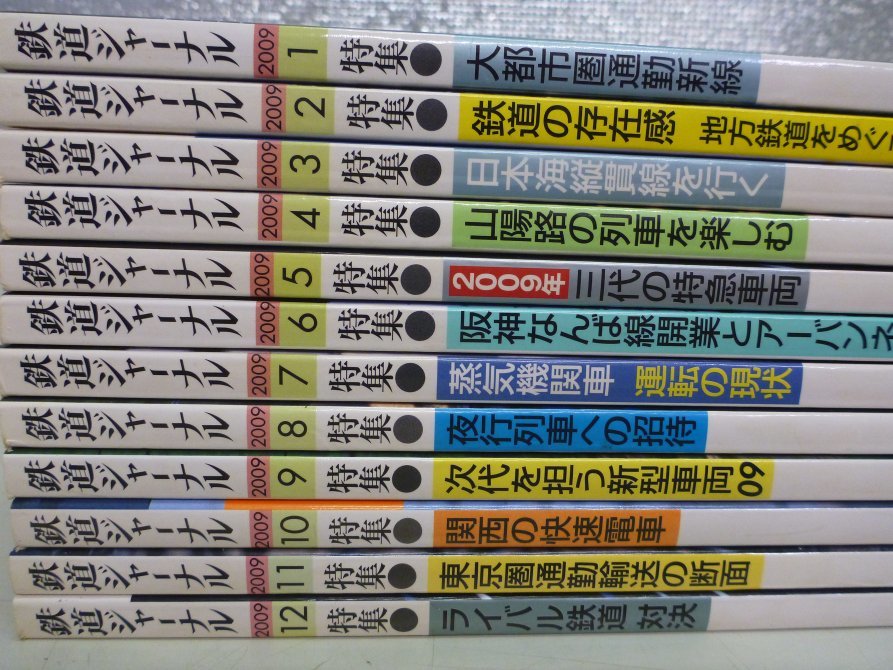 鉄道ジャーナル 2009 1 特集● 大都市圏通勤新線
鉄道ジャーナル 2009 2 特集● 鉄道の存在感 地方鉄道をめぐ
鉄道ジャーナル 2009 3 特集● 日本海縦貫線を行く
鉄道ジャーナル 2009 4 特集● 山陽路の列車を楽しむ
鉄道ジャーナル 2009 5 特集● 2009年 三代の特急車両
鉄道ジャーナル 2009 6 特集● 阪神なんば線開業とアーバンネ
鉄道ジャーナル 2009 7 特集● 蒸気機関車 運転の現状
鉄道ジャーナル 2009 8 特集● 夜行列車への招待
鉄道ジャーナル 2009 9 特集● 次代を担う新型車両09
鉄道ジャーナル 2009 10 特集● 関西の快速電車
鉄道ジャーナル 2009 11 特集● 東京圏通勤輸送の断面
鉄道ジャーナル 2009 12 特集● ライバル鉄道 対決